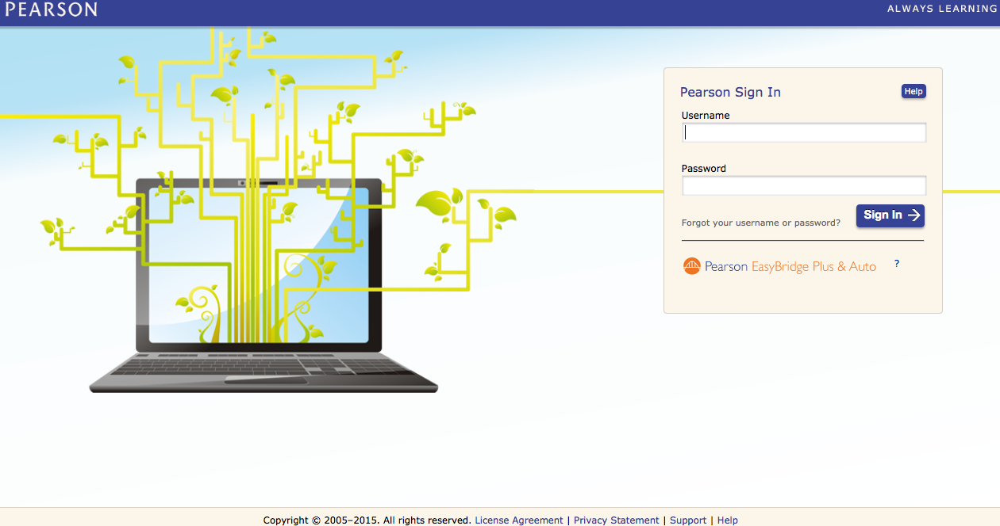 PEARSON
ALWAYS LEARNING
Pearson Sign In
Help
Username
Password
Forgot your username or password?
Sign In →
Pearson EasyBridge Plus & Auto ?
Copyright © 2005–2015. All rights reserved. License Agreement | Privacy Statement | Support | Help